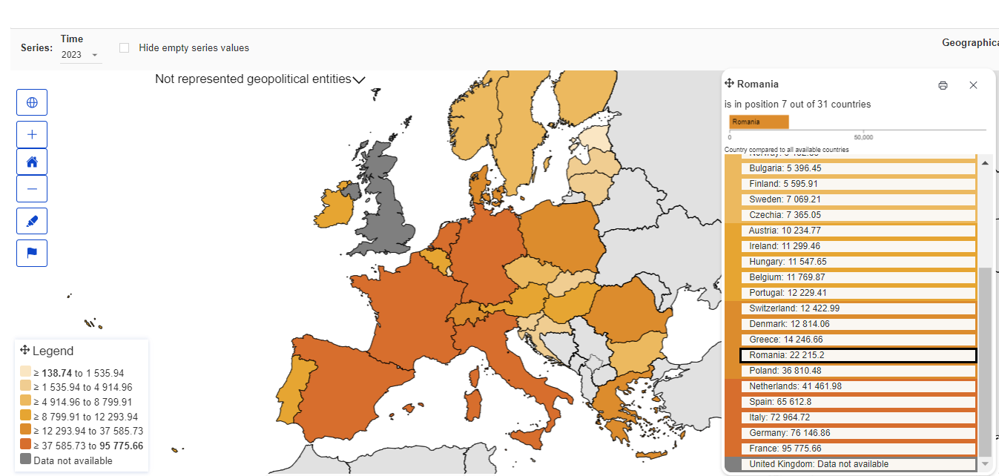 Series:
Time
2023
Hide empty series values
Geographica
Not represented geopolitical entities
Legend
≥ 138.74 to 1 535.94
≥ 1 535.94 to 4 914.96
≥ 4 914.96 to 8 799.91
≥ 8 799.91 to 12 293.94
≥ 12 293.94 to 37 585.73
≥ 37 585.73 to 95 775.66
Data not available
Romania
is in position 7 out of 31 countries
Romania
0 50,000
Country compared to all available countries
Bulgaria: 5 396.45
Finland: 5 595.91
Sweden: 7 069.21
Czechia: 7 365.05
Austria: 10 234.77
Ireland: 11 299.46
Hungary: 11 547.65
Belgium: 11 769.87
Portugal: 12 229.41
Switzerland: 12 422.99
Denmark: 12 814.06
Greece: 14 246.66
Romania: 22 215.2
Poland: 36 810.48
Netherlands: 41 461.98
Spain: 65 612.8
Italy: 72 964.72
Germany: 76 146.86
France: 95 775.66
United Kingdom: Data not available